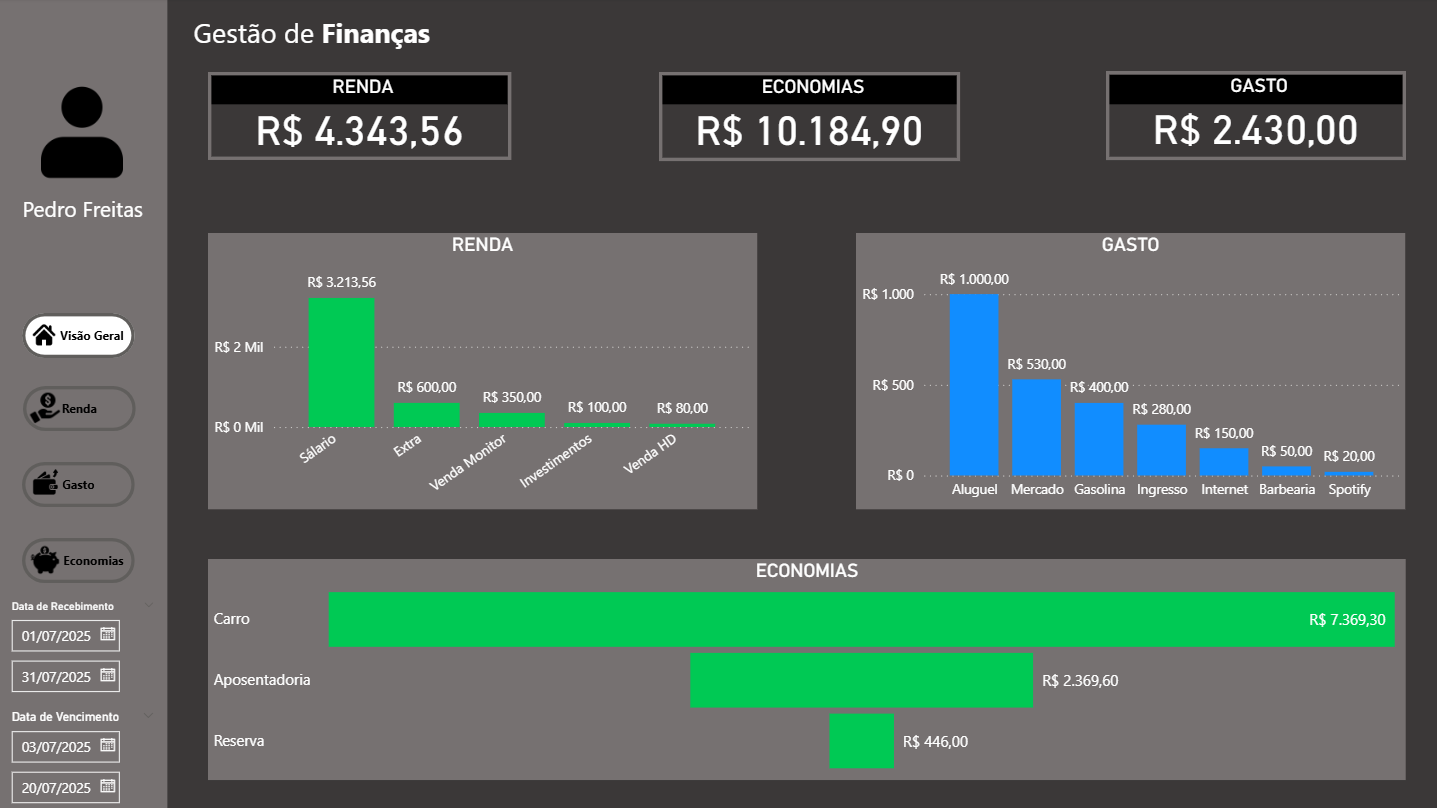 Gestão de Finanças
RENDA
R$ 4.343,56
ECONOMIAS
R$ 10.184,90
GASTO
R$ 2.430,00
Pedro Freitas
Visão Geral
Renda
Gasto
Economias
Data de Recebimento
01/07/2025
31/07/2025
Data de Vencimento
03/07/2025
20/07/2025
RENDA
R$ 3.213,56
R$ 2 Mil
R$ 600,00
R$ 350,00
R$ 100,00
R$ 80,00
R$ 0 Mil
Sálario
Extra
Venda Monitor
Investimentos
Venda HD
GASTO
R$ 1.000,00
R$ 1.000
R$ 530,00
R$ 500
R$ 400,00
R$ 280,00
R$ 150,00
R$ 50,00
R$ 20,00
R$ 0
Aluguel Mercado Gasolina Ingresso Internet Barbearia Spotify
ECONOMIAS
Carro R$ 7.369,30
Aposentadoria R$ 2.369,60
Reserva R$ 446,00